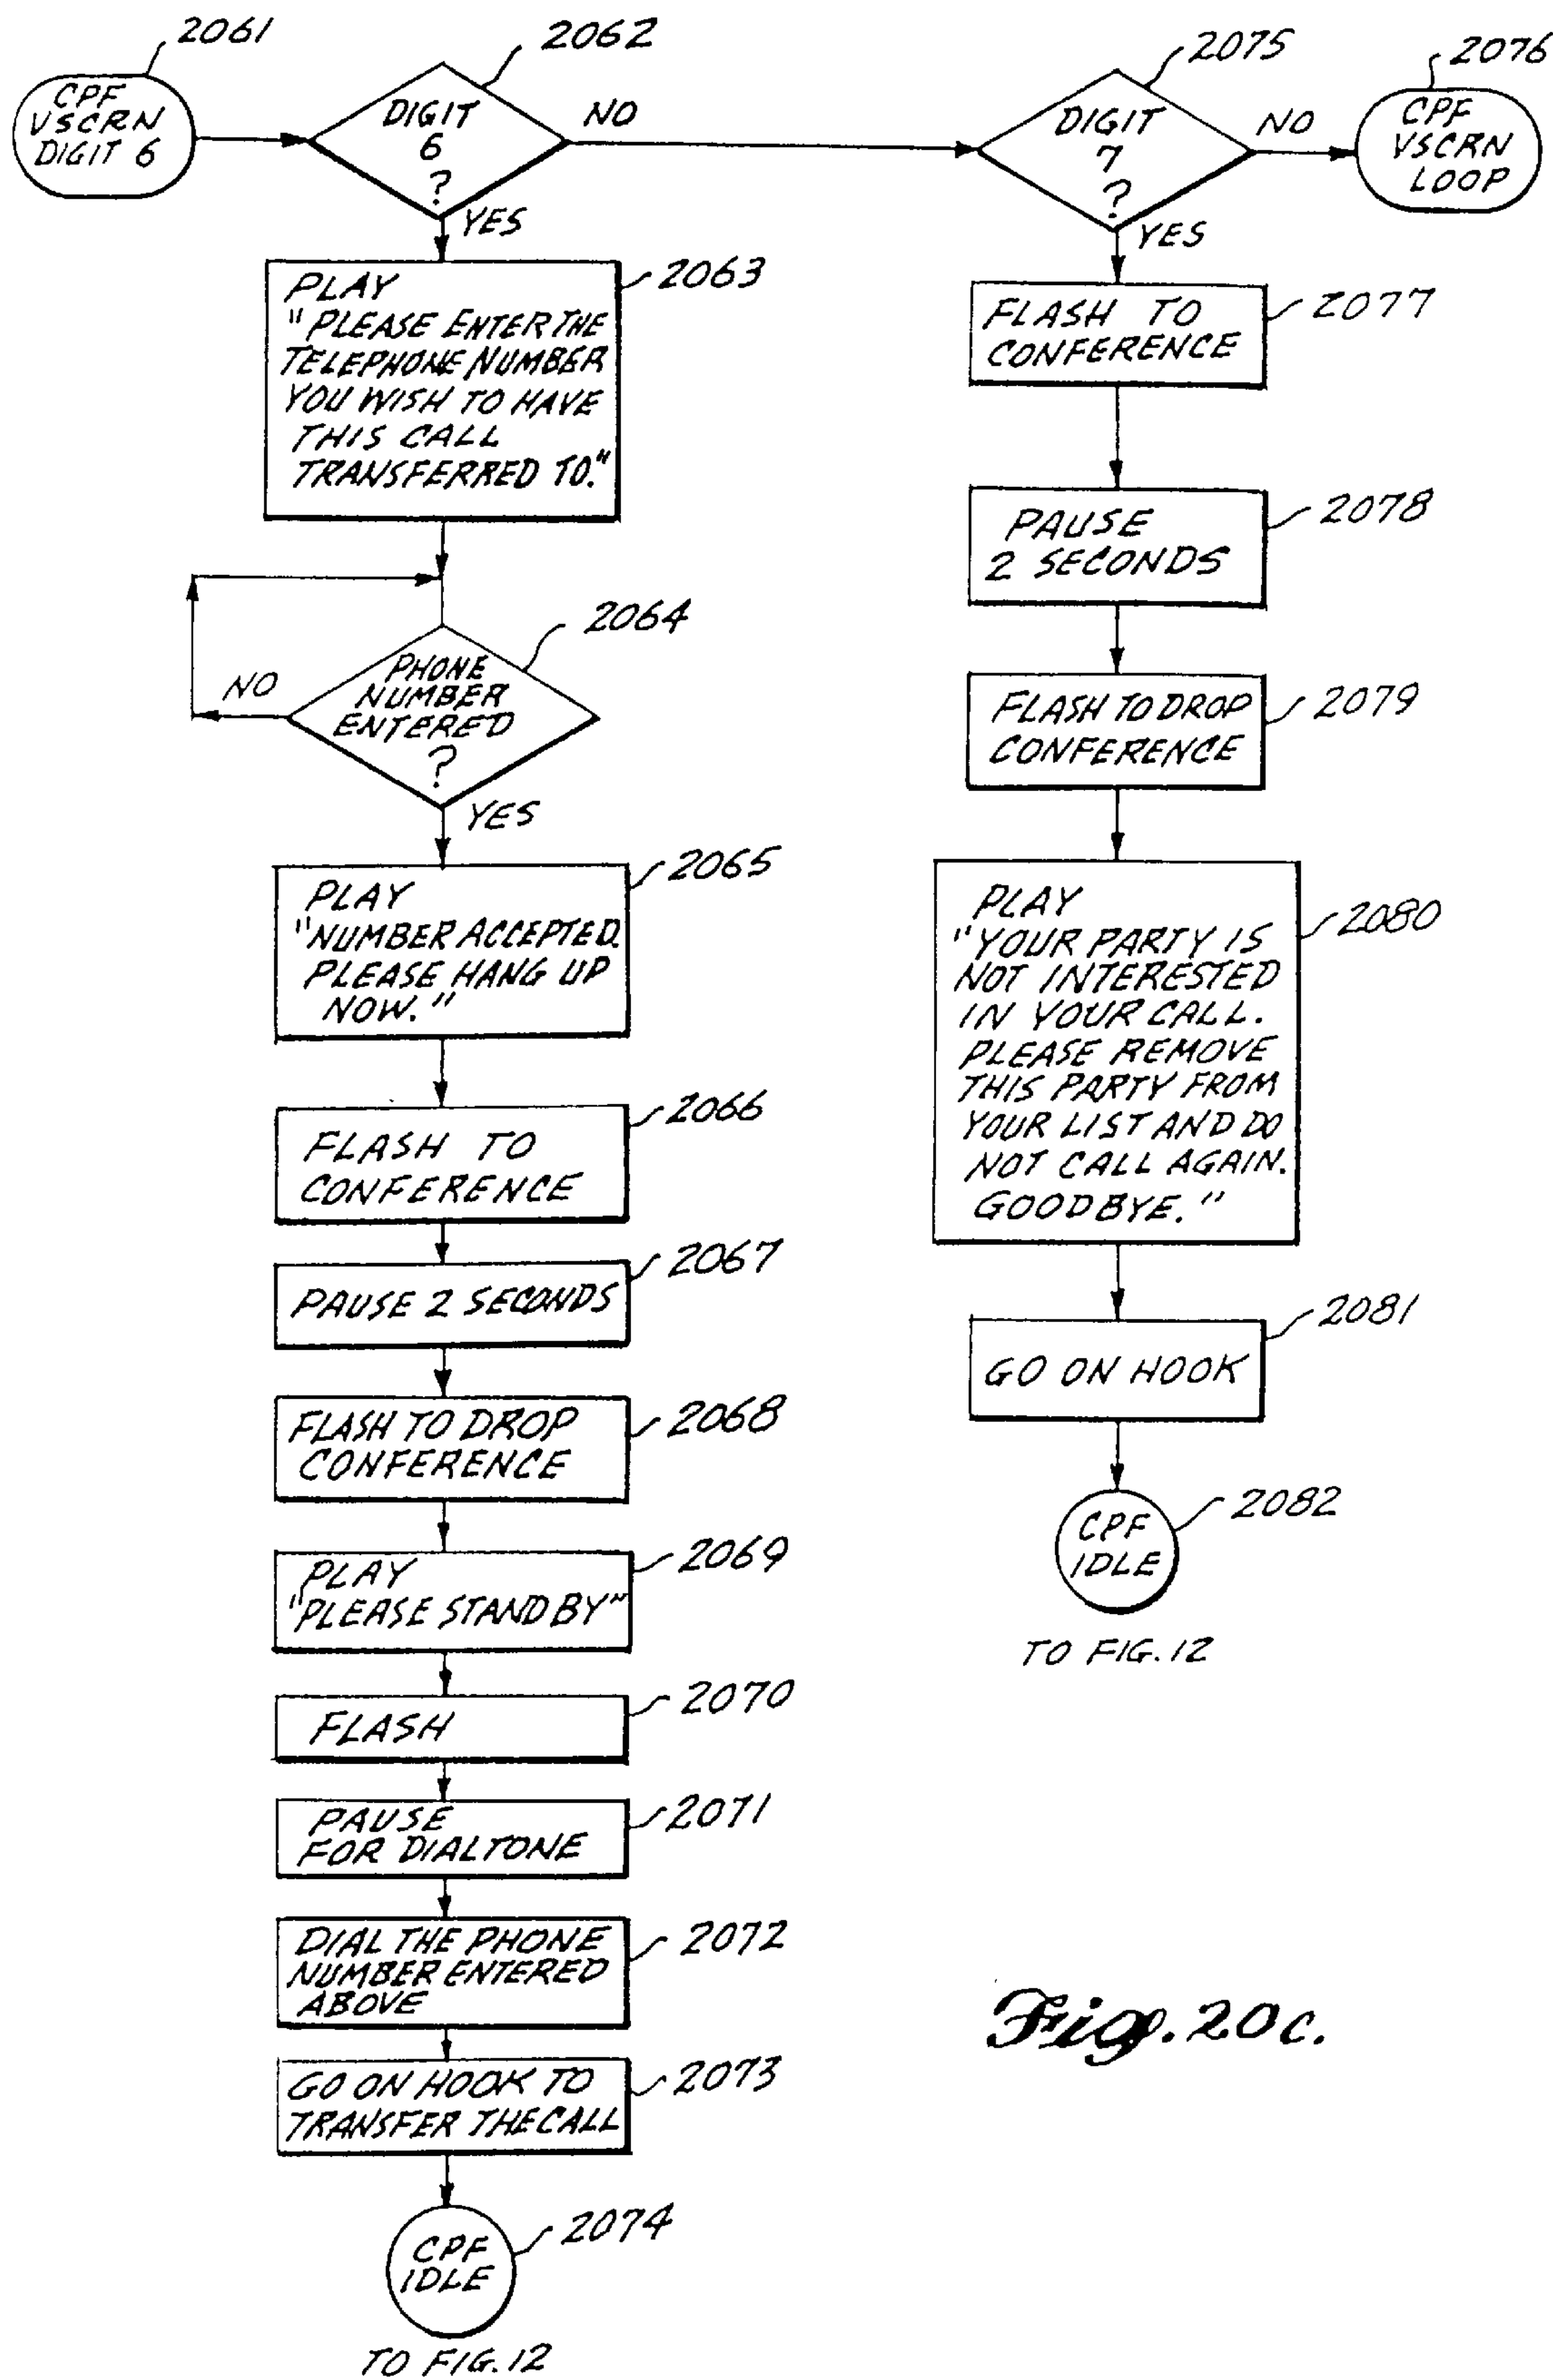 2061
CPF
VSCRN
DIGIT 6
2062
DIGIT
6
?
NO
YES
2075
DIGIT
7
?
NO
YES
2076
CPF
VSCRN
LOOP
2063
PLAY
"PLEASE ENTER THE
TELEPHONE NUMBER
YOU WISH TO HAVE
THIS CALL
TRANSFERRED TO."
2064
PHONE
NUMBER
ENTERED
?
NO
YES
2065
PLAY
"NUMBER ACCEPTED.
PLEASE HANG UP
NOW."
2066
FLASH TO
CONFERENCE
2067
PAUSE 2 SECONDS
2068
FLASH TO DROP
CONFERENCE
2069
PLAY
"PLEASE STAND BY"
2070
FLASH
2071
PAUSE
FOR DIALTONE
2072
DIAL THE PHONE
NUMBER ENTERED
ABOVE
2073
GO ON HOOK TO
TRANSFER THE CALL
2074
CPF
IDLE
TO FIG. 12
2077
FLASH TO
CONFERENCE
2078
PAUSE
2 SECONDS
2079
FLASH TO DROP
CONFERENCE
2080
PLAY
"YOUR PARTY IS
NOT INTERESTED
IN YOUR CALL.
PLEASE REMOVE
THIS PARTY FROM
YOUR LIST AND DO
NOT CALL AGAIN.
GOODBYE."
2081
GO ON HOOK
2082
CPF
IDLE
TO FIG. 12
Fig. 20c.